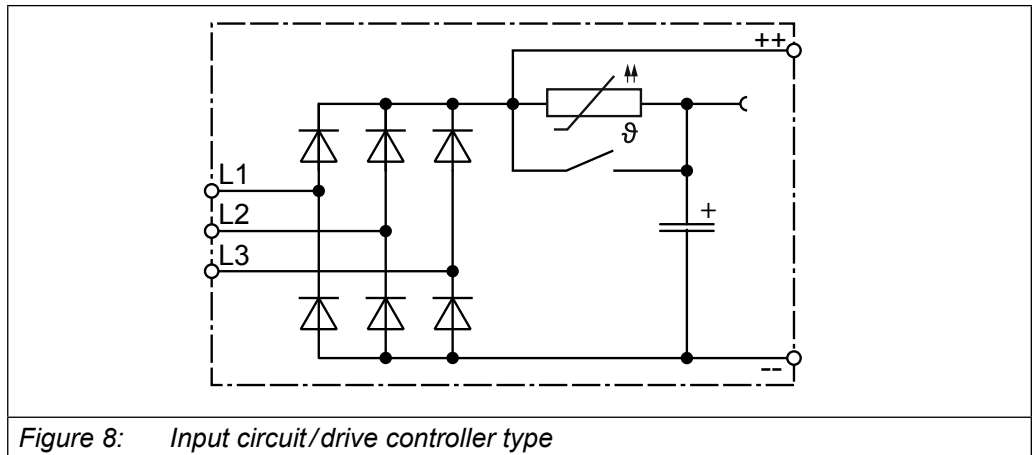 ++
ϑ
L1
L2
L3
+
--
Figure 8: Input circuit/drive controller type